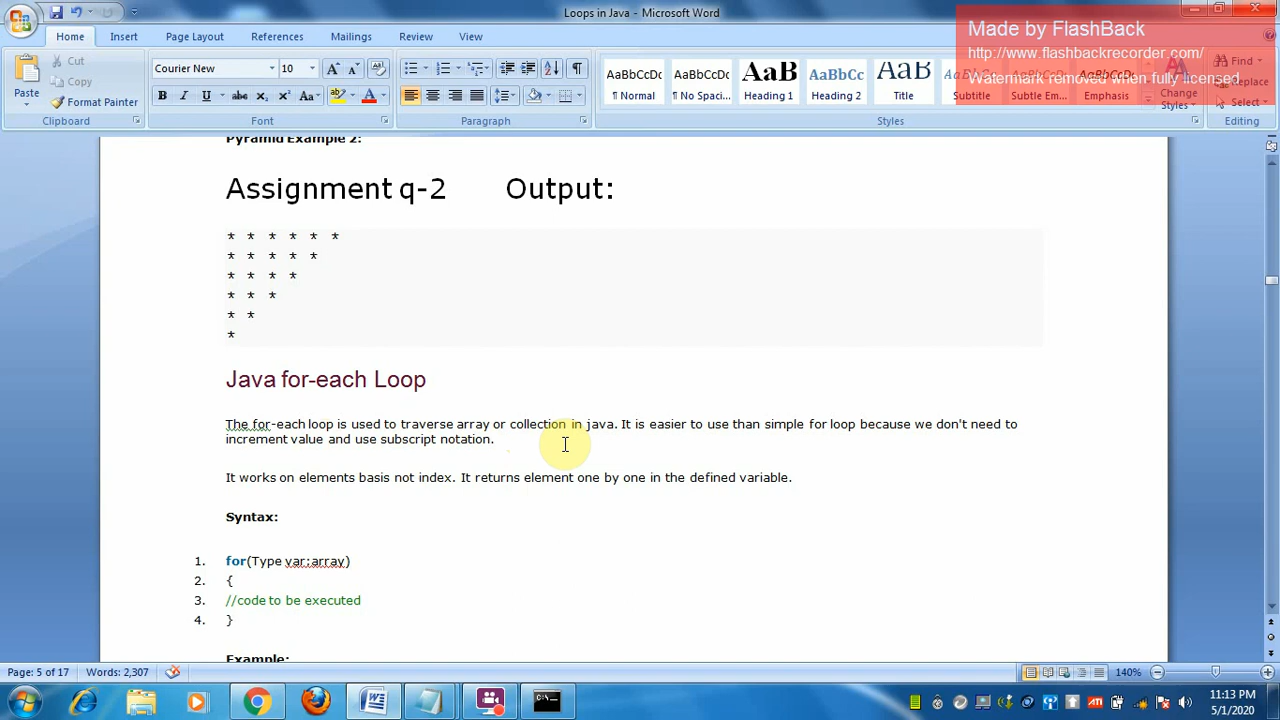 Loops in Java - Microsoft Word
Made by FlashBack
http://www.flashbackrecorder.com/
Watermark removed when fully licensed
Home Insert Page Layout References Mailings Review View
Paste
Cut
Copy
Format Painter
Clipboard
Courier New 10
Font
Paragraph
AaBbCcDc AaBbCcDc AaB AaBbCc AaB
¶ Normal ¶ No Spaci... Heading 1 Heading 2 Title Subtitle Subtle Em... Emphasis
Change Styles
Styles
Find
Replace
Select
Editing
Pyramid Example 2:
Assignment q-2 Output:
* * * * * *
* * * * *
* * * *
* * *
* *
*
Java for-each Loop
The for-each loop is used to traverse array or collection in java. It is easier to use than simple for loop because we don't need to
increment value and use subscript notation.
It works on elements basis not index. It returns element one by one in the defined variable.
Syntax:
1. for(Type var:array)
2. {
3. //code to be executed
4. }
Example:
Page: 5 of 17 Words: 2,307 140%
11:13 PM
5/1/2020